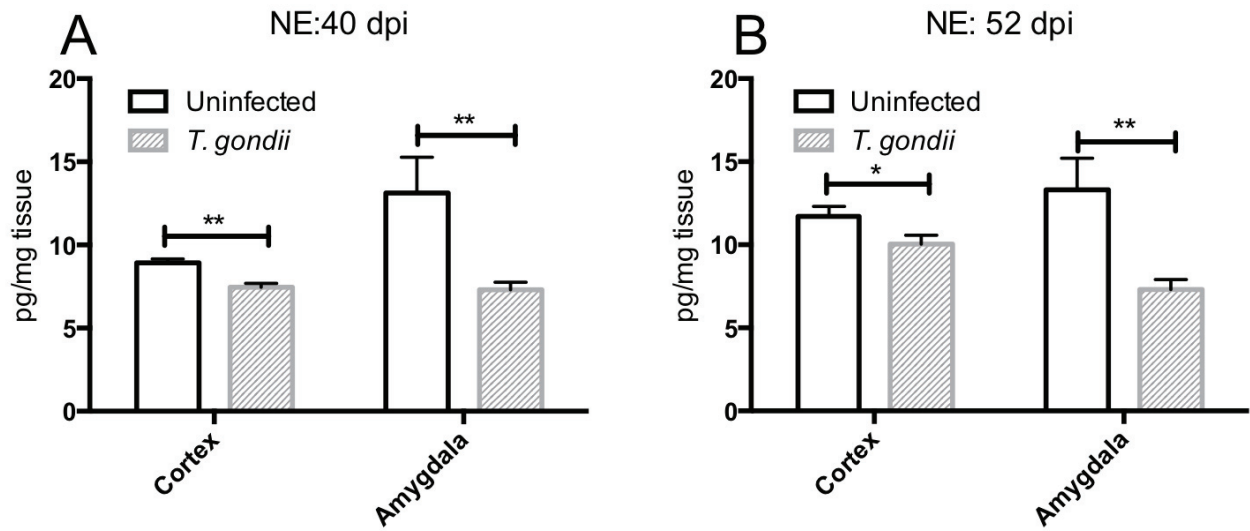 A
NE:40 dpi
20
15
10
5
0
pg/mg tissue
Uninfected
T. gondii
**
**
Cortex
Amygdala
B
NE: 52 dpi
20
15
10
5
0
pg/mg tissue
Uninfected
T. gondii
*
**
Cortex
Amygdala